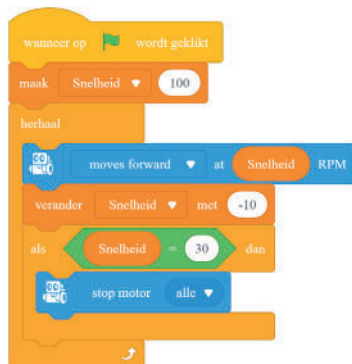 wanneer op wordt geklikt
maak Snelheid 100
herhaal
moves forward at Snelheid RPM
verander Snelheid met -10
als Snelheid = 30 dan
stop motor alle